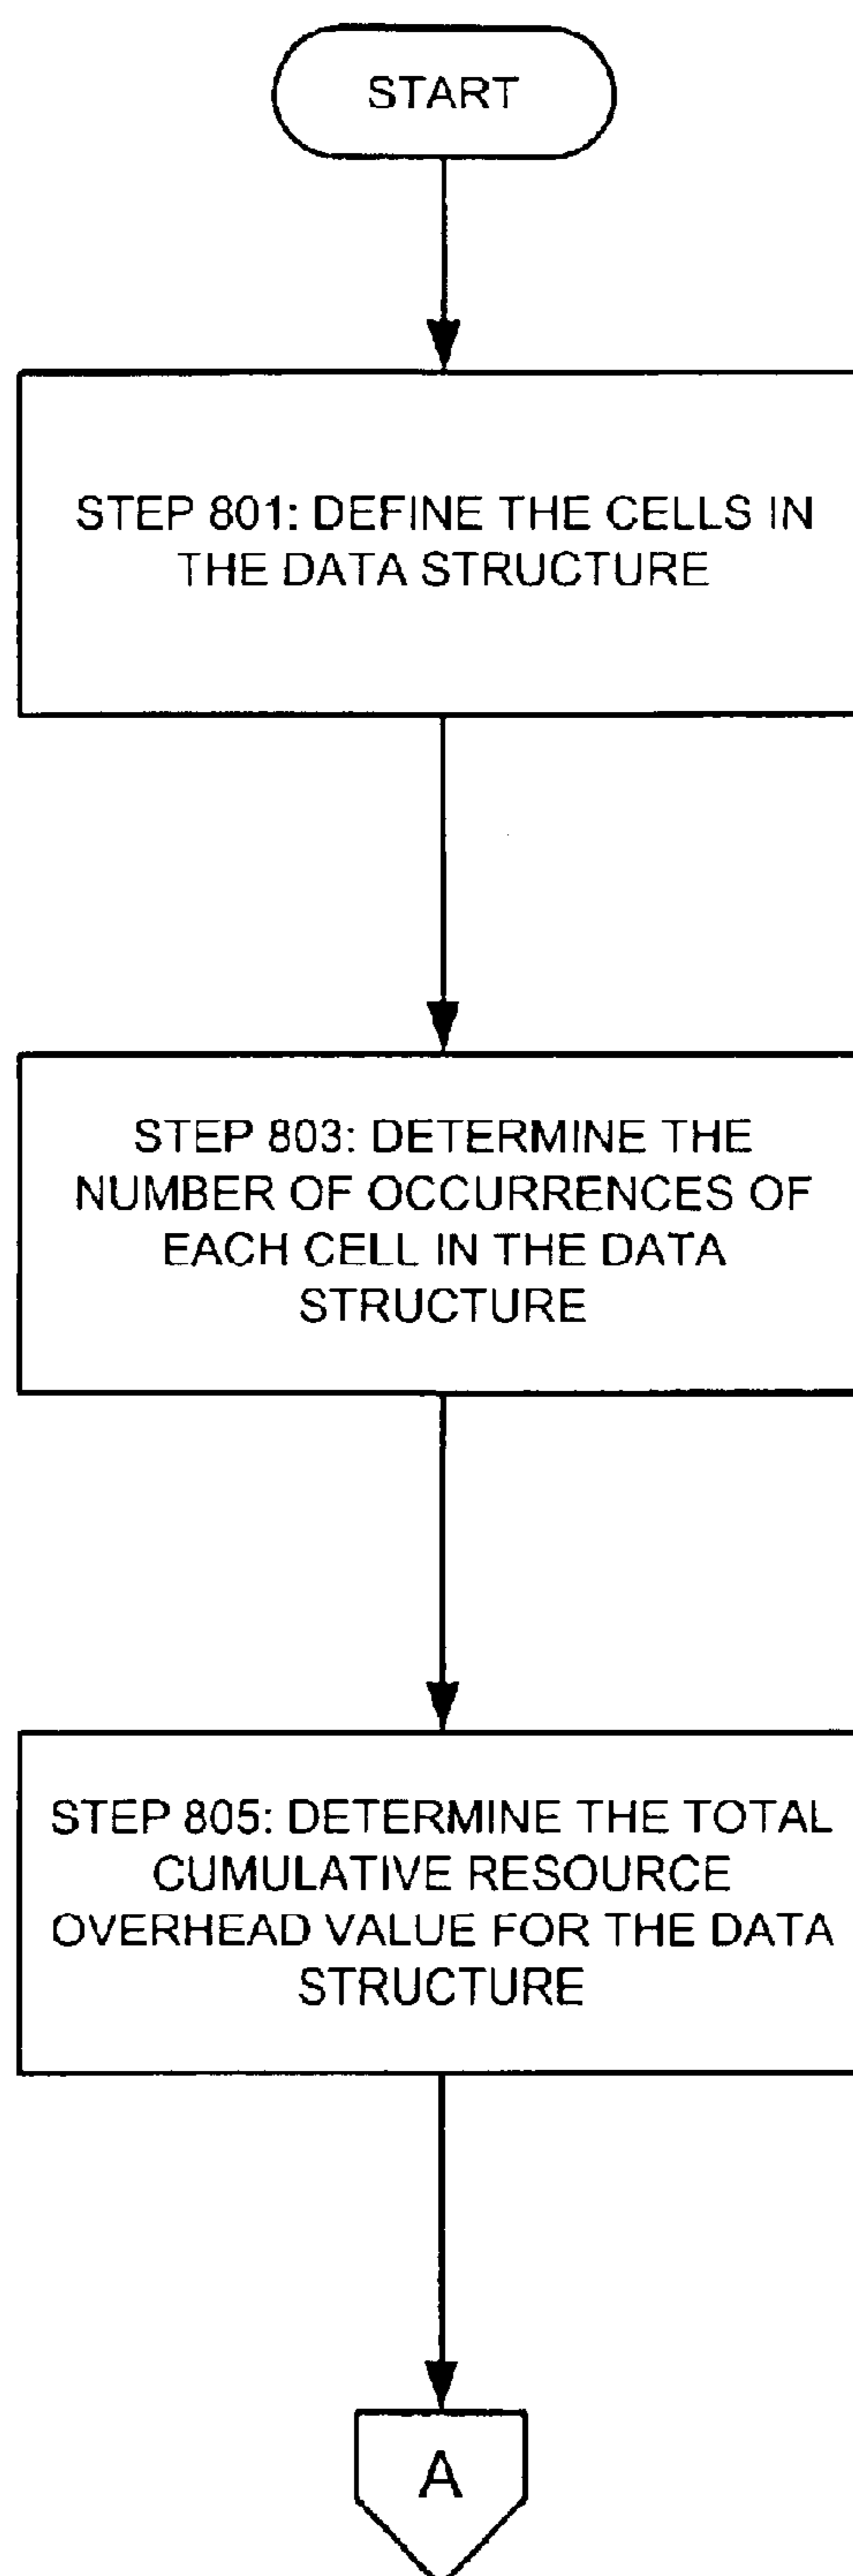 START
STEP 801: DEFINE THE CELLS IN
THE DATA STRUCTURE
STEP 803: DETERMINE THE
NUMBER OF OCCURRENCES OF
EACH CELL IN THE DATA
STRUCTURE
STEP 805: DETERMINE THE TOTAL
CUMULATIVE RESOURCE
OVERHEAD VALUE FOR THE DATA
STRUCTURE
A